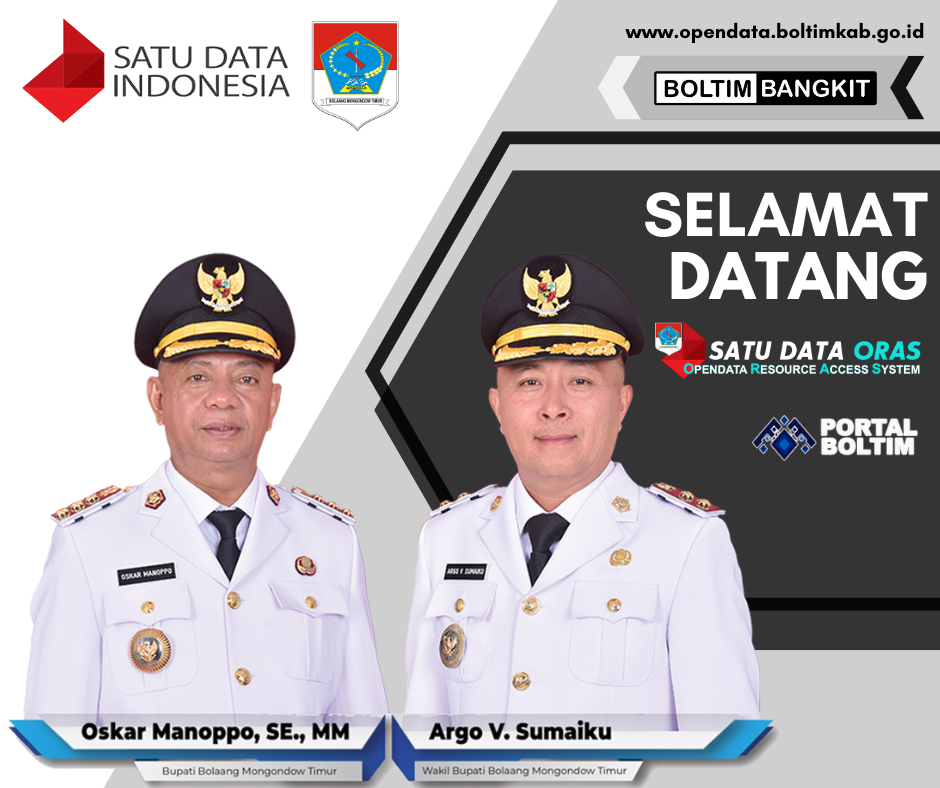 SATU DATA
INDONESIA
BOLAANG MONGONDOW TIMUR
www.opendata.boltimkab.go.id
BOLTIM BANGKIT
SELAMAT
DATANG
SATU DATA ORAS
OPENDATA RESOURCE ACCESS SYSTEM
PORTAL
BOLTIM
OSKAR MANOPPO
ARGO V. SUMAIKU
Oskar Manoppo, SE., MM
Bupati Bolaang Mongondow Timur
Argo V. Sumaiku
Wakil Bupati Bolaang Mongondow Timur